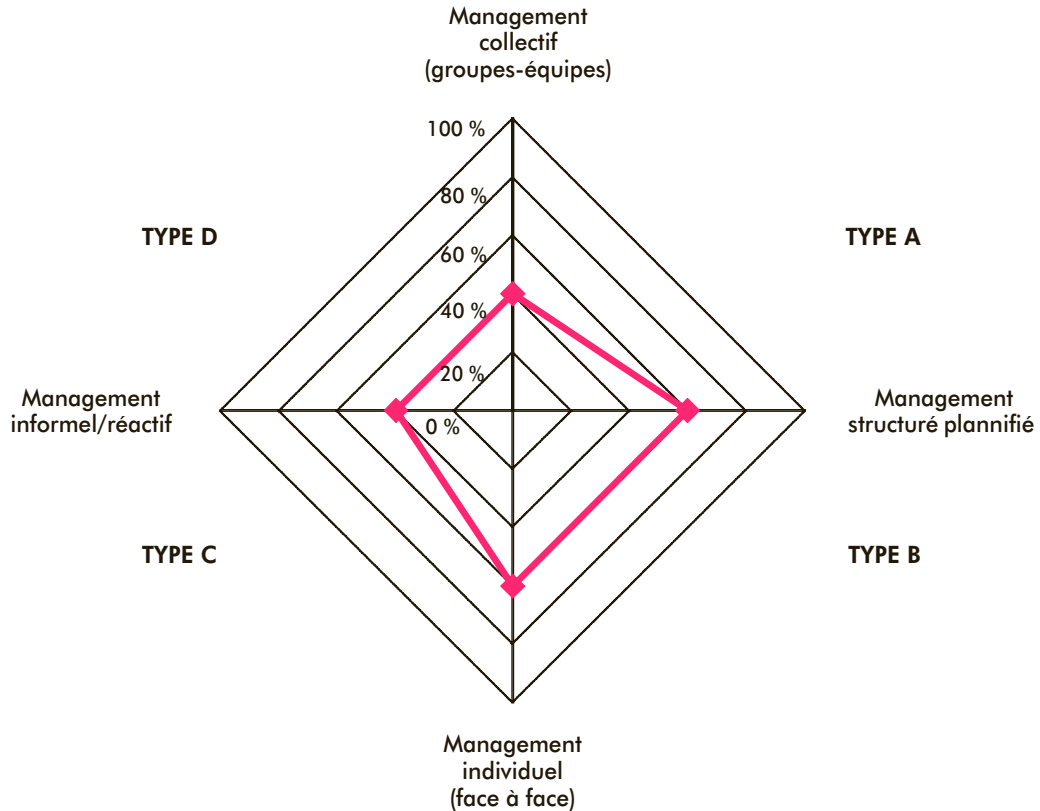 Management
collectif
(groupes-équipes)
100 %
80 %
TYPE D
TYPE A
60 %
40 %
20 %
Management
informel/réactif
Management
structuré plannifié
0 %
TYPE C
TYPE B
Management
individuel
(face à face)